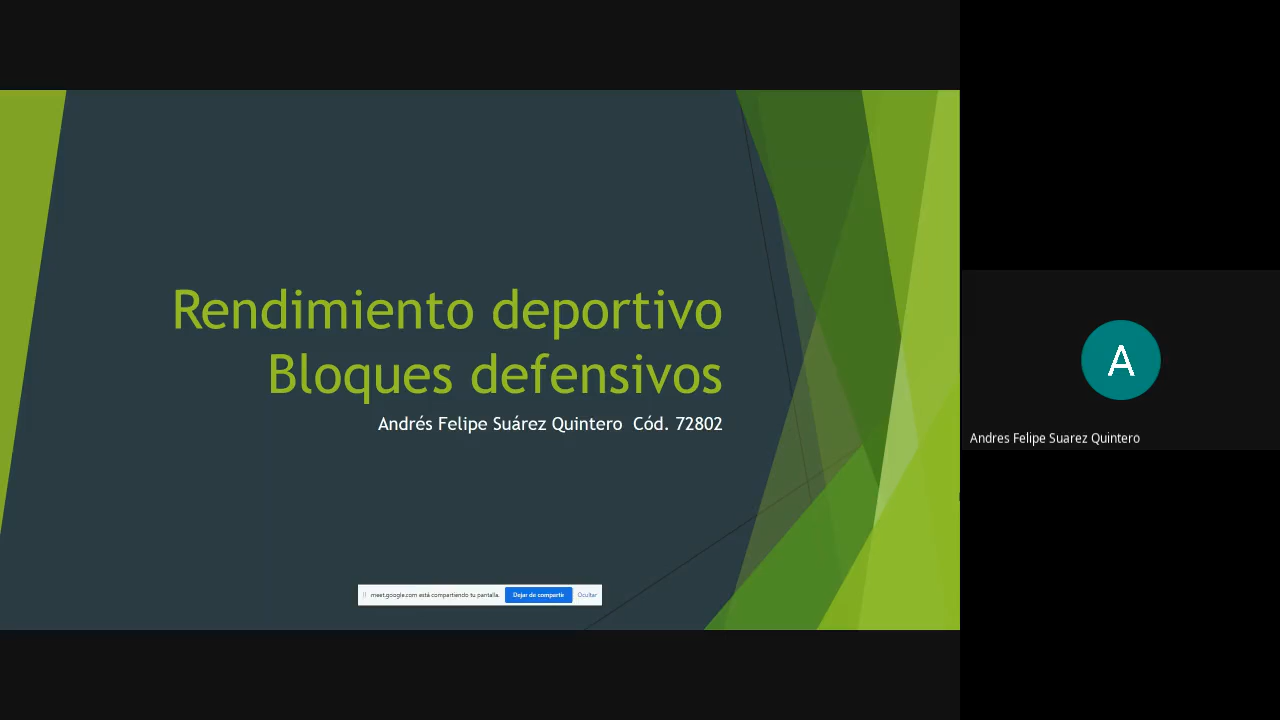 Rendimiento deportivo
Bloques defensivos
Andrés Felipe Suárez Quintero Cód. 72802
meet.google.com está compartiendo tu pantalla. Dejar de compartir Ocultar
A
Andres Felipe Suarez Quintero